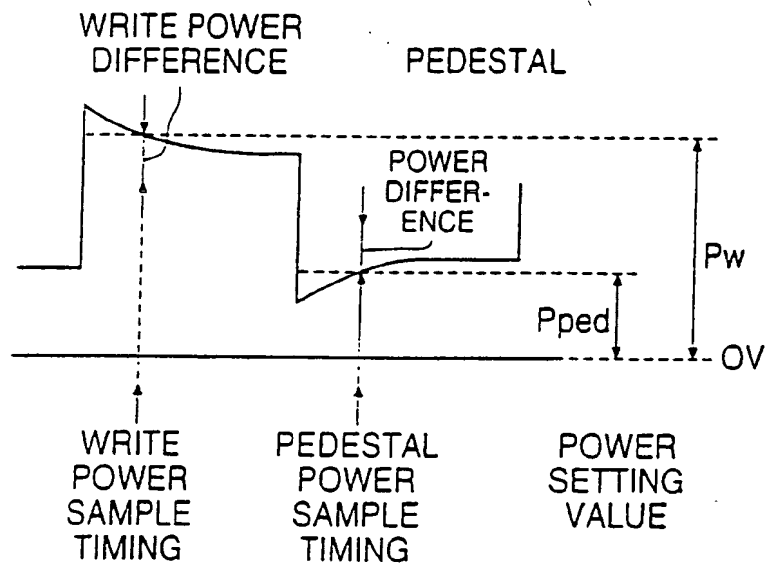 WRITE POWER
DIFFERENCE
PEDESTAL
POWER
DIFFER-
ENCE
Pw
Pped
OV
WRITE
POWER
SAMPLE
TIMING
PEDESTAL
POWER
SAMPLE
TIMING
POWER
SETTING
VALUE